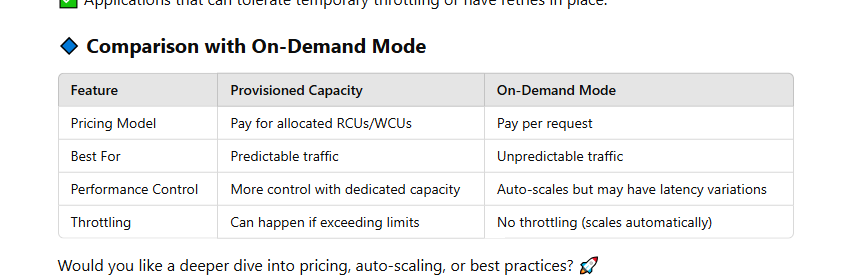 ✅ Applications that can tolerate temporary throttling or have retries in place.
🔷 Comparison with On-Demand Mode
Feature Provisioned Capacity On-Demand Mode
Pricing Model Pay for allocated RCUs/WCUs Pay per request
Best For Predictable traffic Unpredictable traffic
Performance Control More control with dedicated capacity Auto-scales but may have latency variations
Throttling Can happen if exceeding limits No throttling (scales automatically)
Would you like a deeper dive into pricing, auto-scaling, or best practices? 🚀